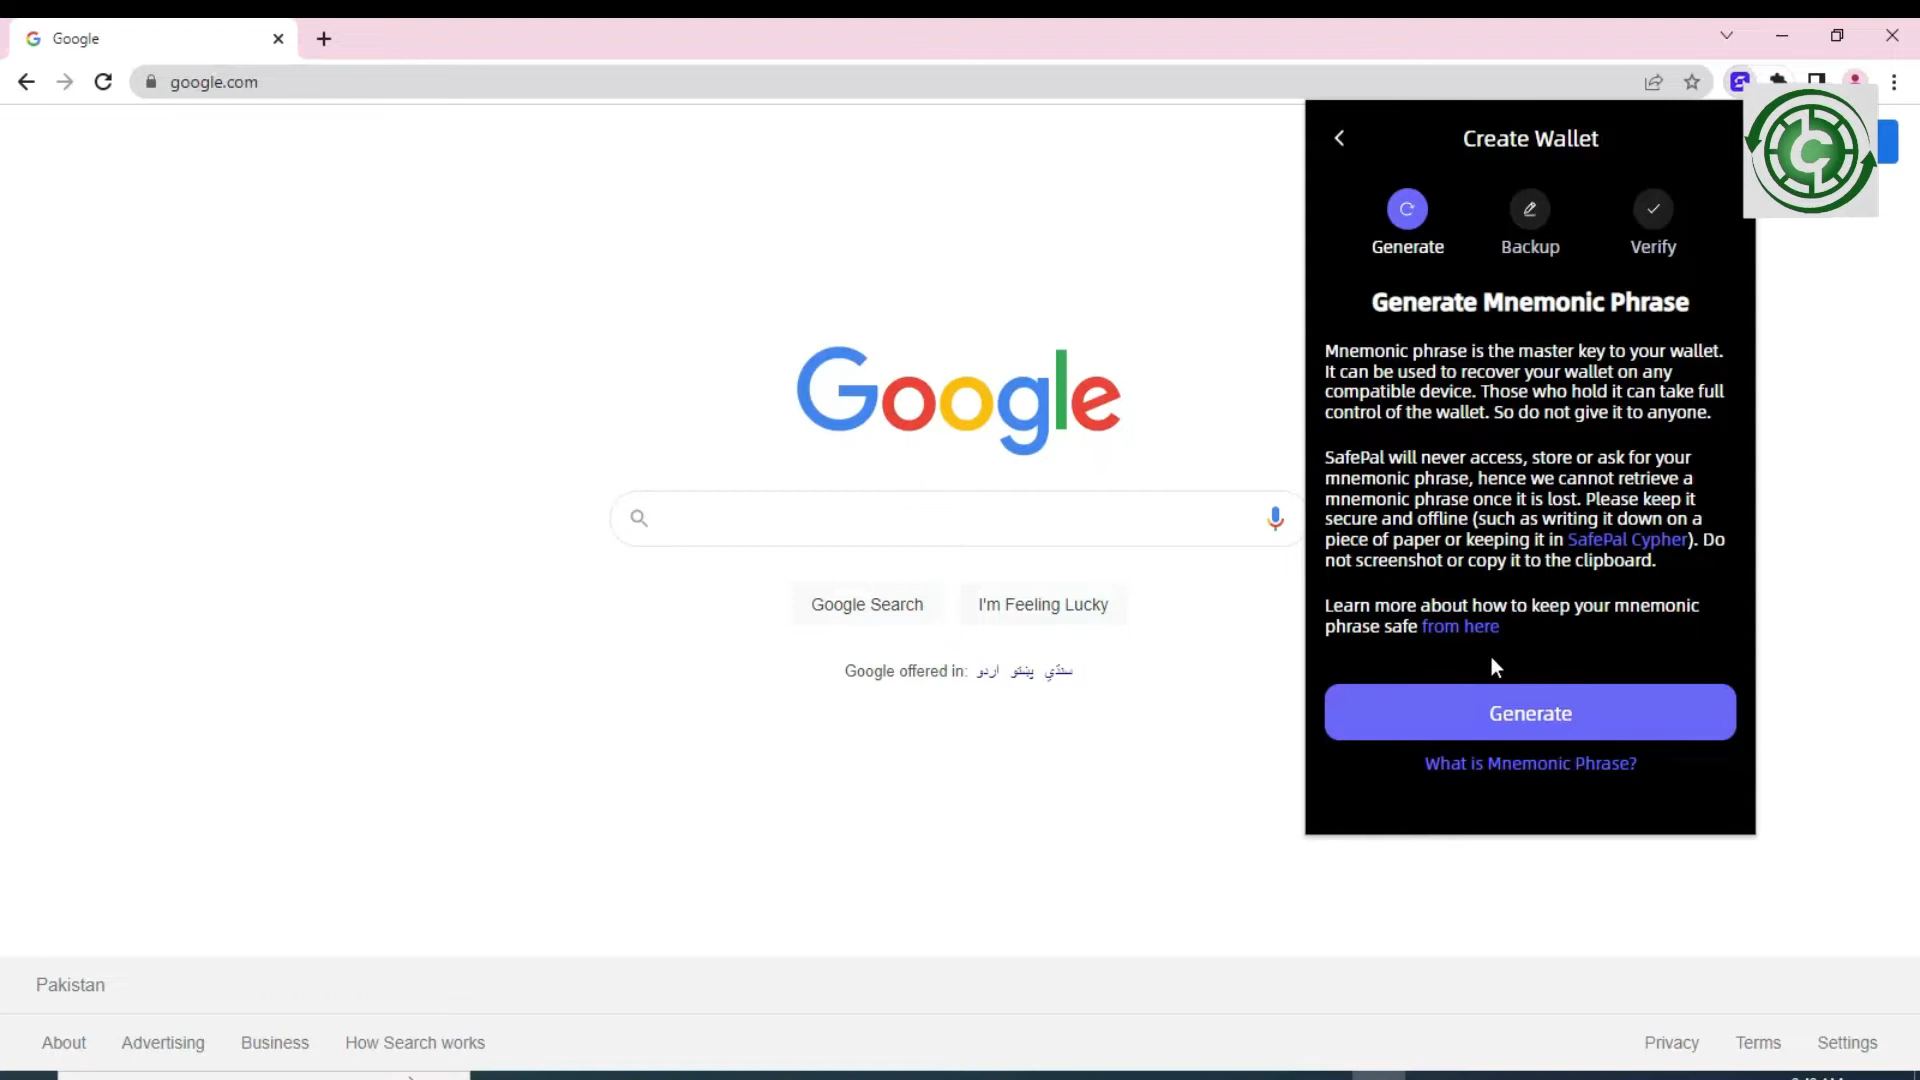 Google
google.com
Create Wallet
Generate
Backup
Verify
Generate Mnemonic Phrase
Mnemonic phrase is the master key to your wallet.
It can be used to recover your wallet on any
compatible device. Those who hold it can take full
control of the wallet. So do not give it to anyone.
SafePal will never access, store or ask for your
mnemonic phrase, hence we cannot retrieve a
mnemonic phrase once it is lost. Please keep it
secure and offline (such as writing it down on a
piece of paper or keeping it in SafePal Cypher). Do
not screenshot or copy it to the clipboard.
Learn more about how to keep your mnemonic
phrase safe from here
Generate
What is Mnemonic Phrase?
Google
Google Search
I'm Feeling Lucky
Google offered in: اردو پښتو سنڌي
Pakistan
About
Advertising
Business
How Search works
Privacy
Terms
Settings